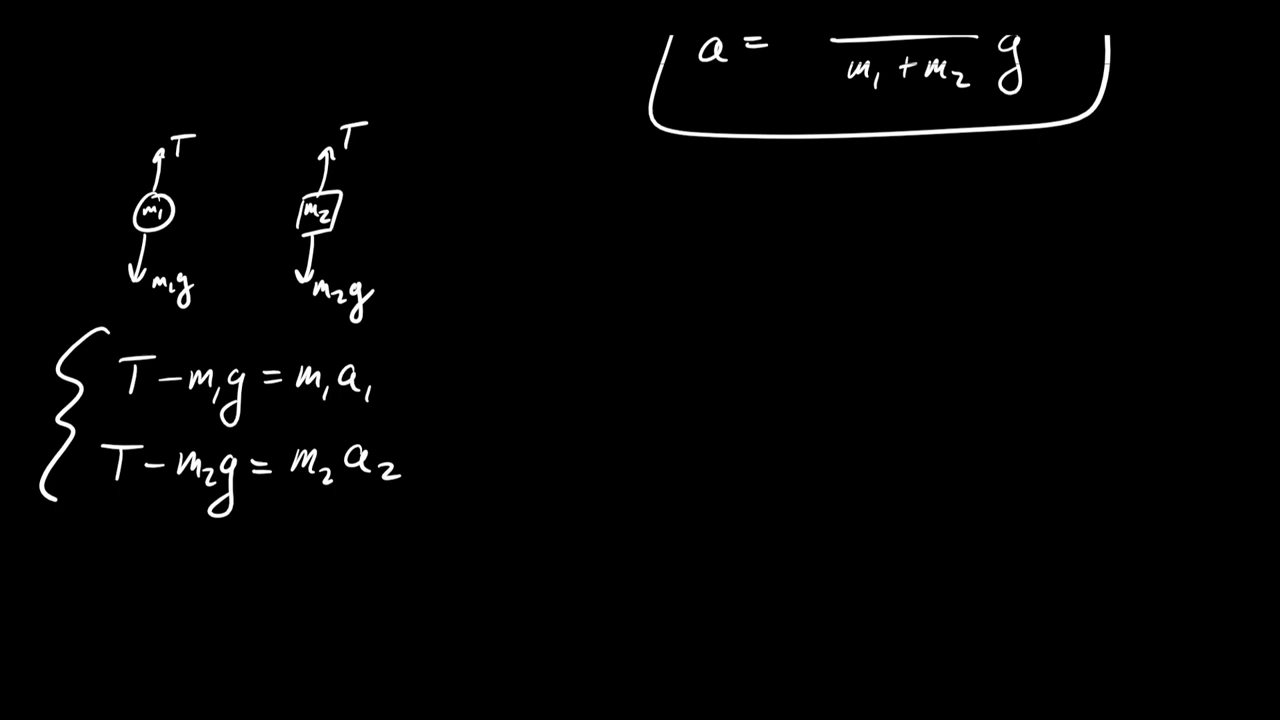 a = ― / m₁ + m₂ g
T T
m₁ m₂
m₁g m₂g
T - m₁g = m₁a₁
T - m₂g = m₂a₂